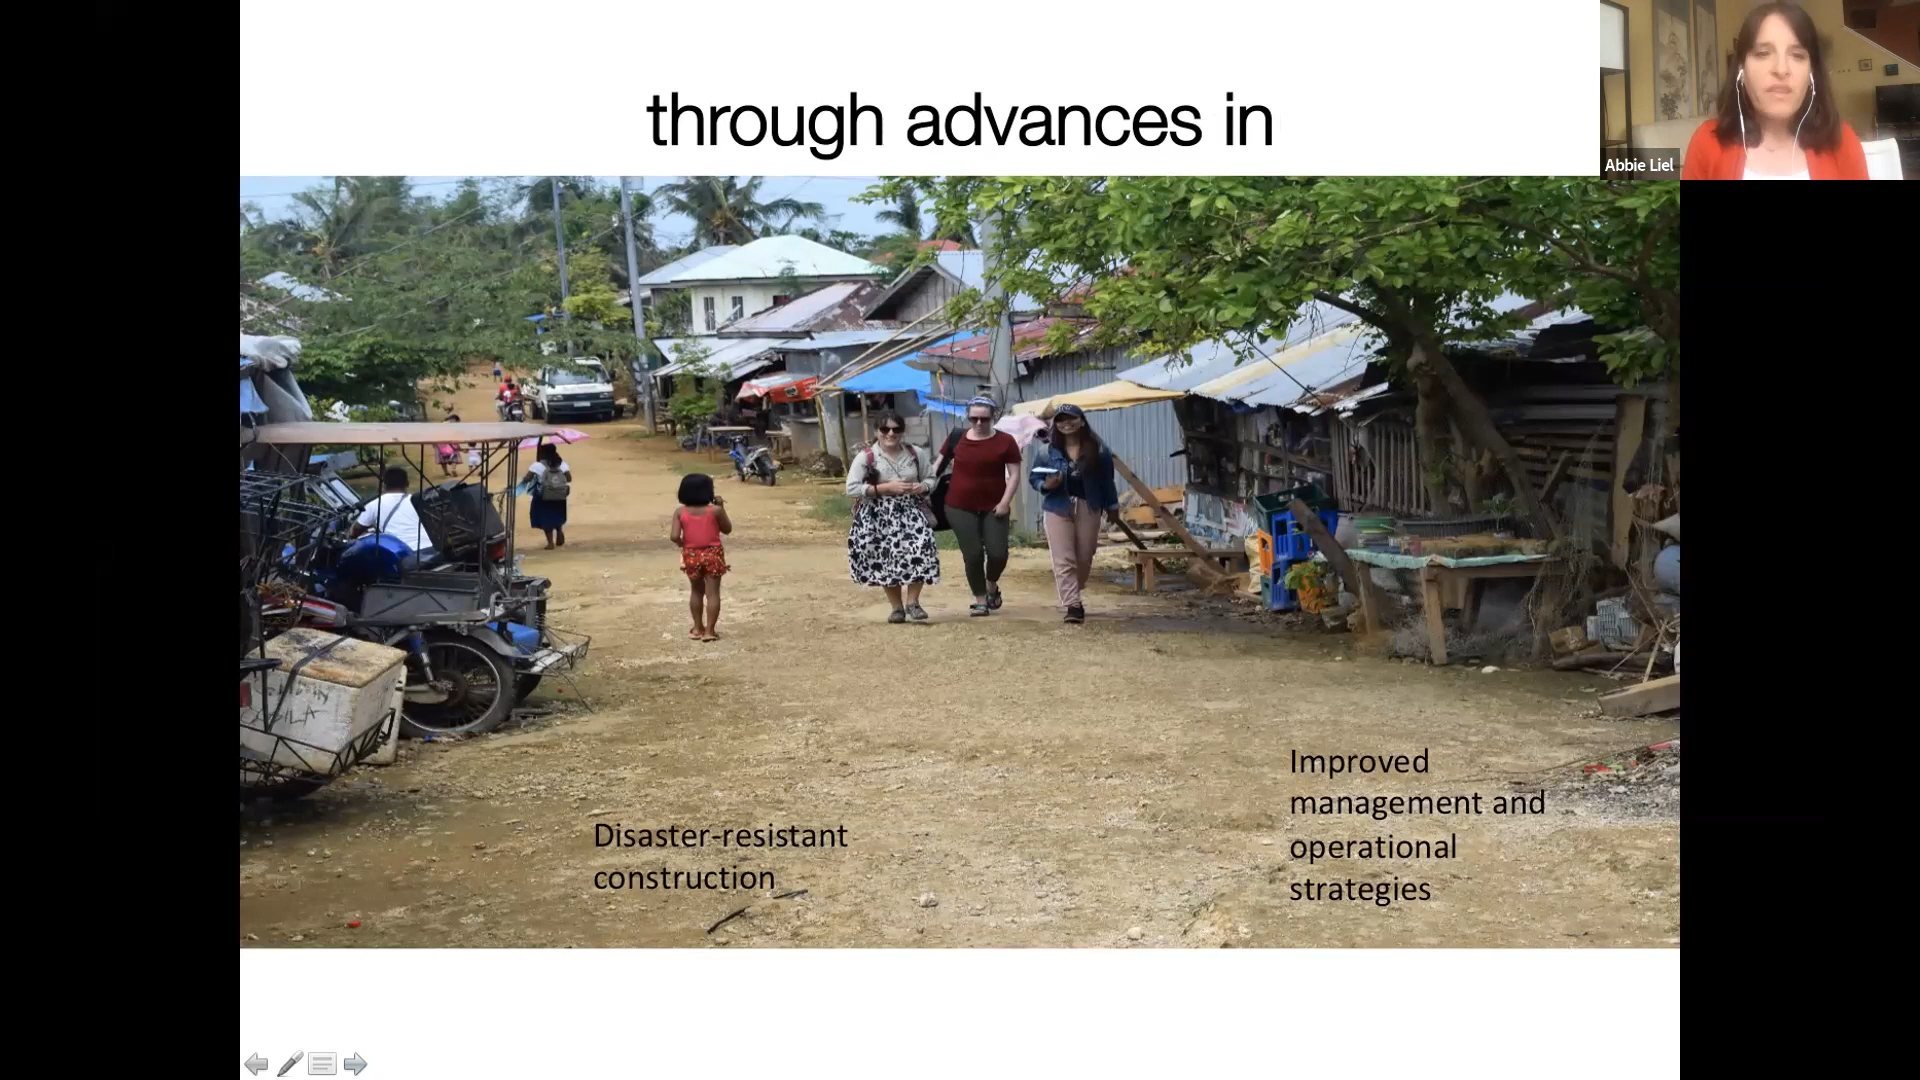 through advances in
Abbie Liel
Disaster-resistant
construction
Improved
management and
operational
strategies